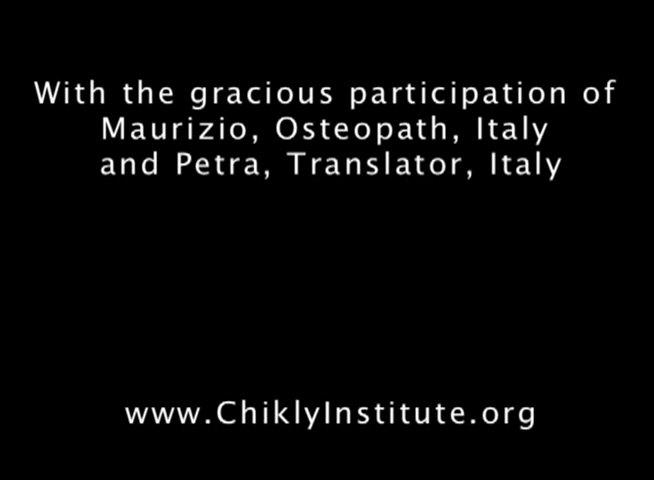 With the gracious participation of
Maurizio, Osteopath, Italy
and Petra, Translator, Italy
www.ChiklyInstitute.org